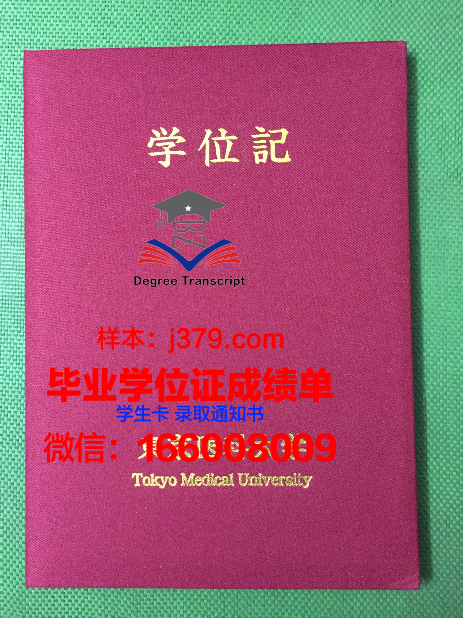 学位記
Degree Transcript
样本：j379.com
毕业学位证成绩单
学生卡 录取通知书
微信：166008009
Tokyo Medical University